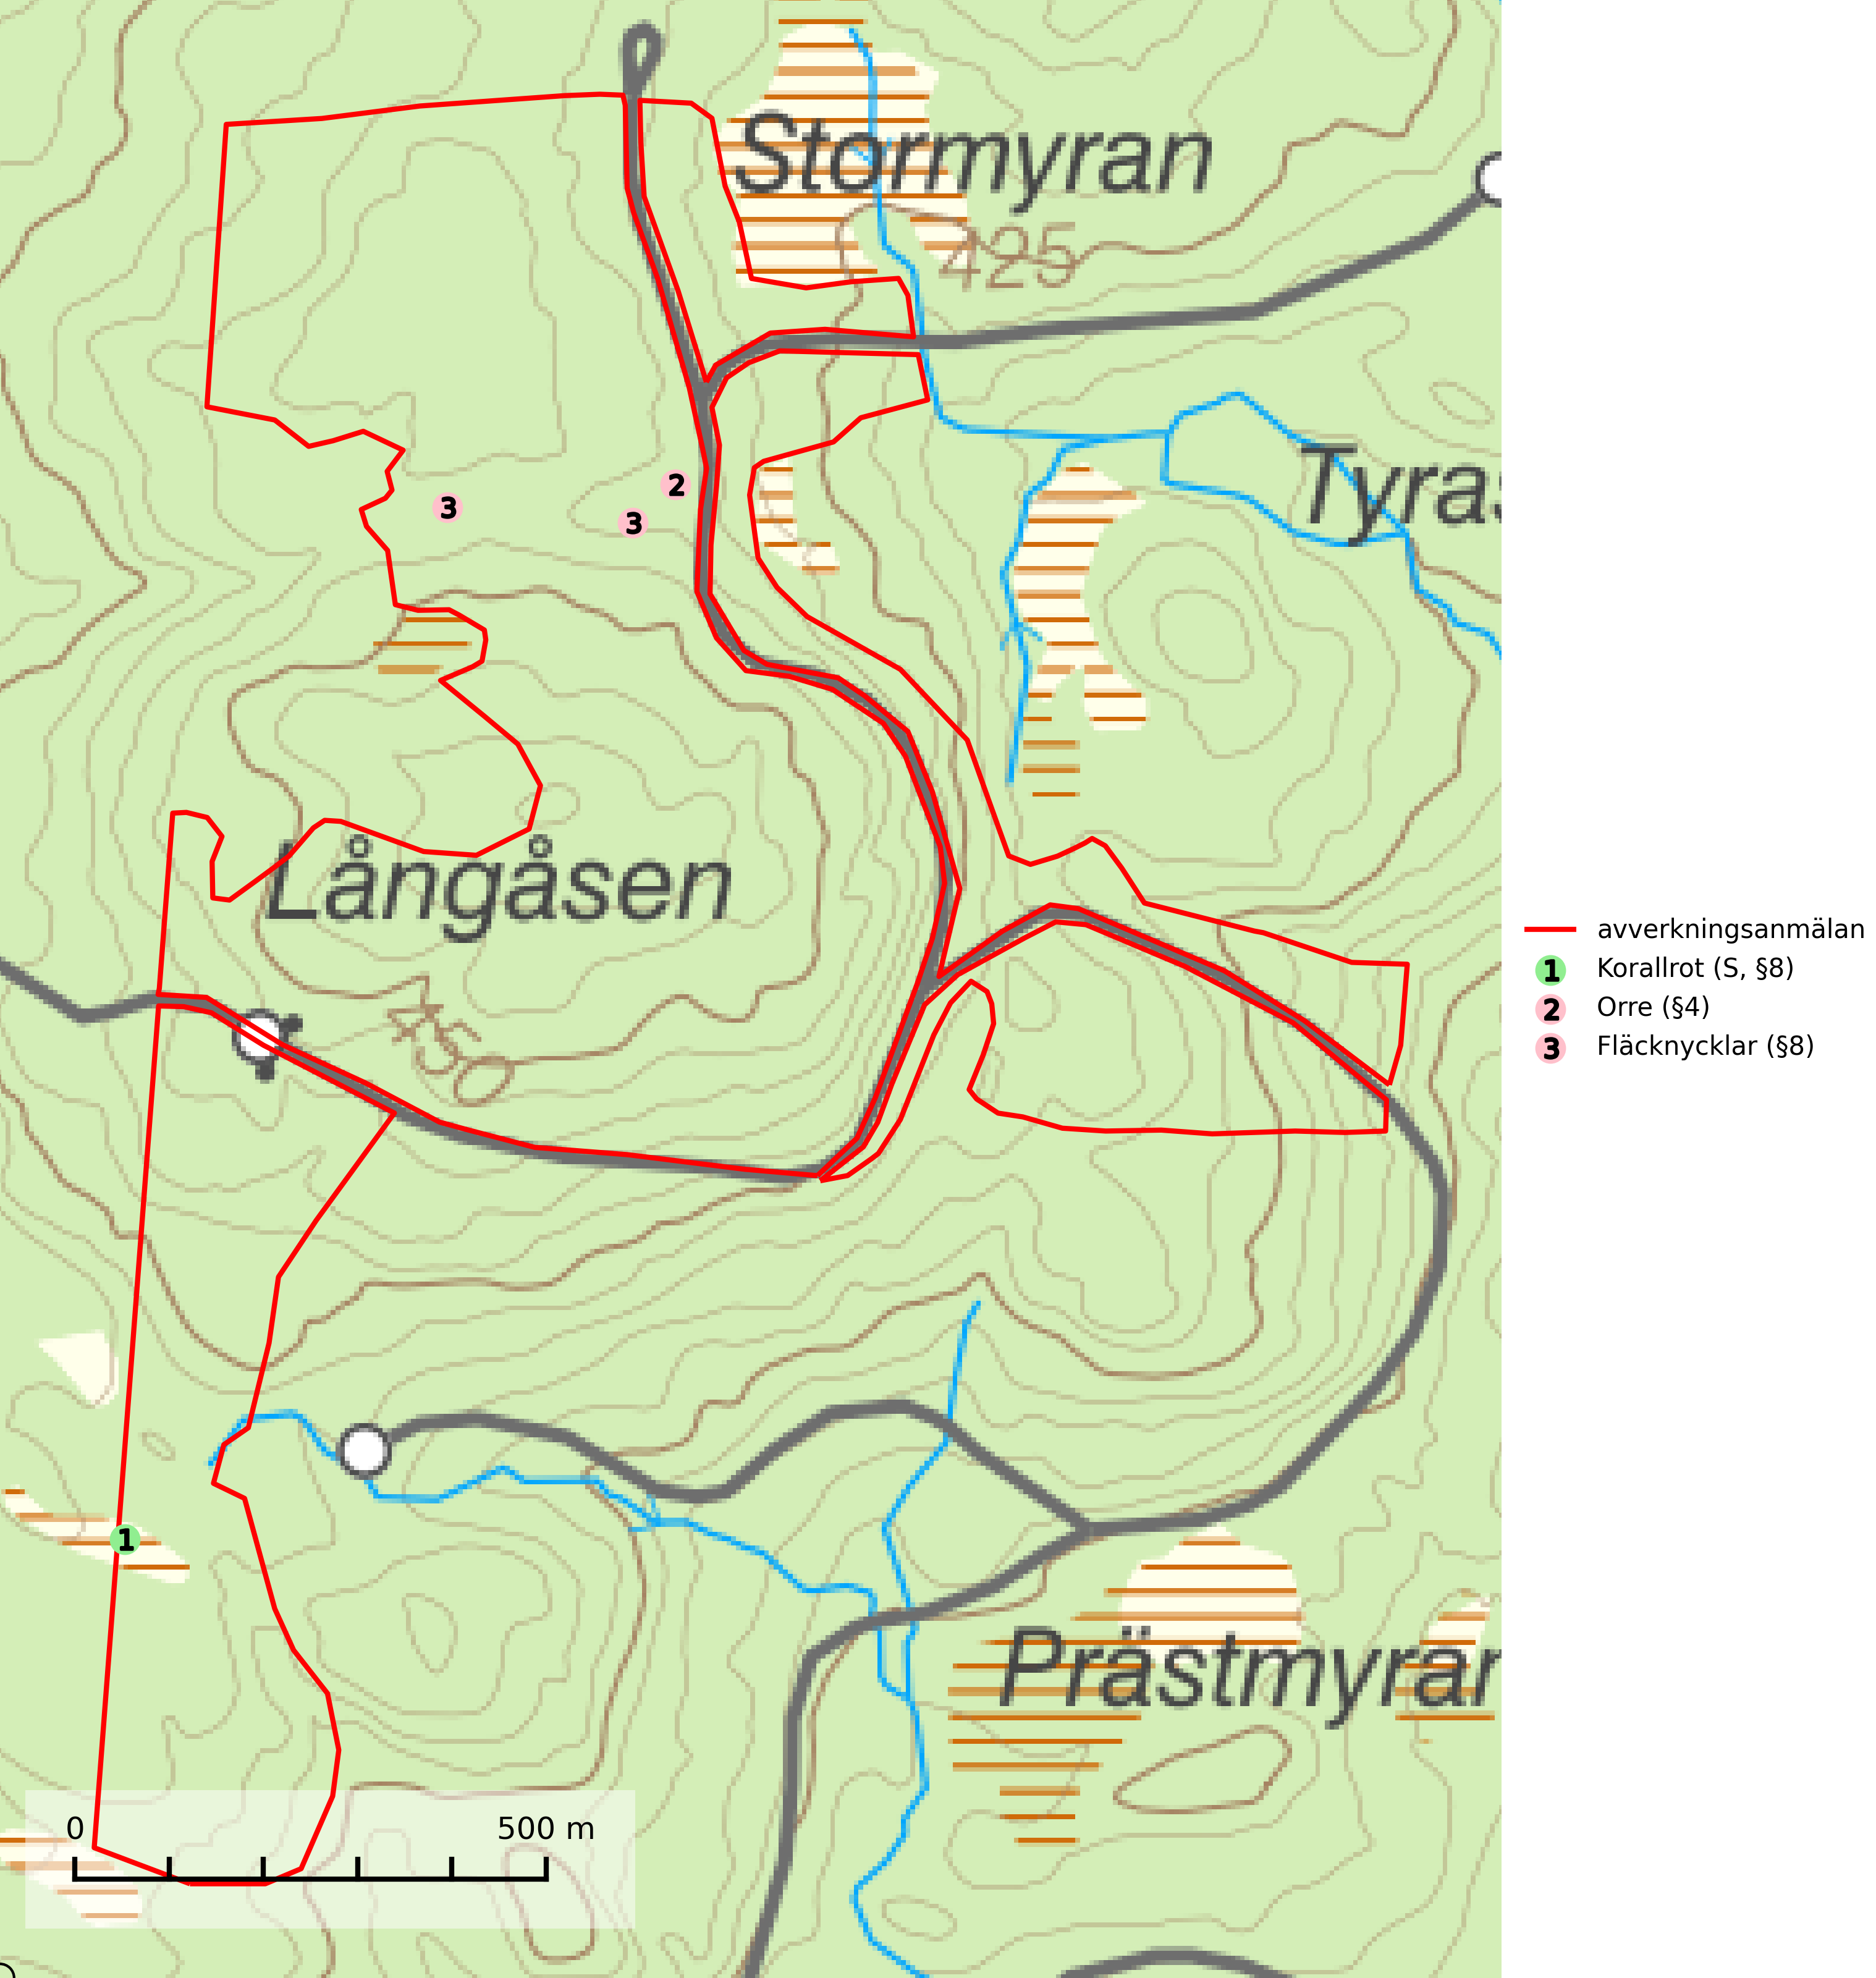 Stormyran
425
Tyras
3
2
3
Långåsen
450
1
Prästmyran
0 500 m
avverkningsanmälan
1 Korallrot (S, §8)
2 Orre (§4)
3 Fläcknycklar (§8)